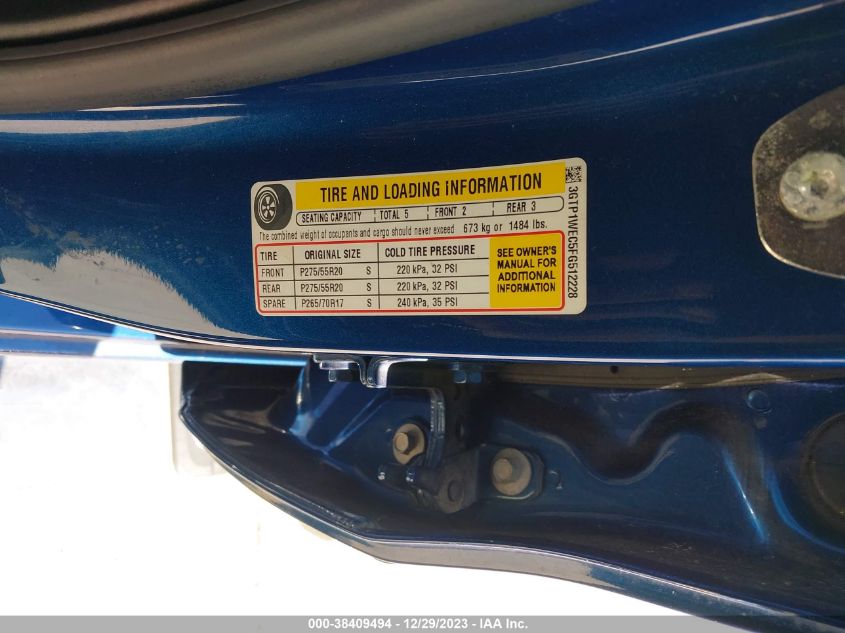 TIRE AND LOADING INFORMATION
SEATING CAPACITY TOTAL 5 FRONT 2 REAR 3
The combined weight of occupants and cargo should never exceed 673 kg or 1484 lbs.
TIRE ORIGINAL SIZE COLD TIRE PRESSURE
FRONT P275/55R20 S 220 kPa, 32 PSI
REAR P275/55R20 S 220 kPa, 32 PSI
SPARE P265/70R17 S 240 kPa, 35 PSI
SEE OWNER'S
MANUAL FOR
ADDITIONAL
INFORMATION
3GTP1WEC5FG512228
000-38409494 - 12/29/2023 - IAA Inc.